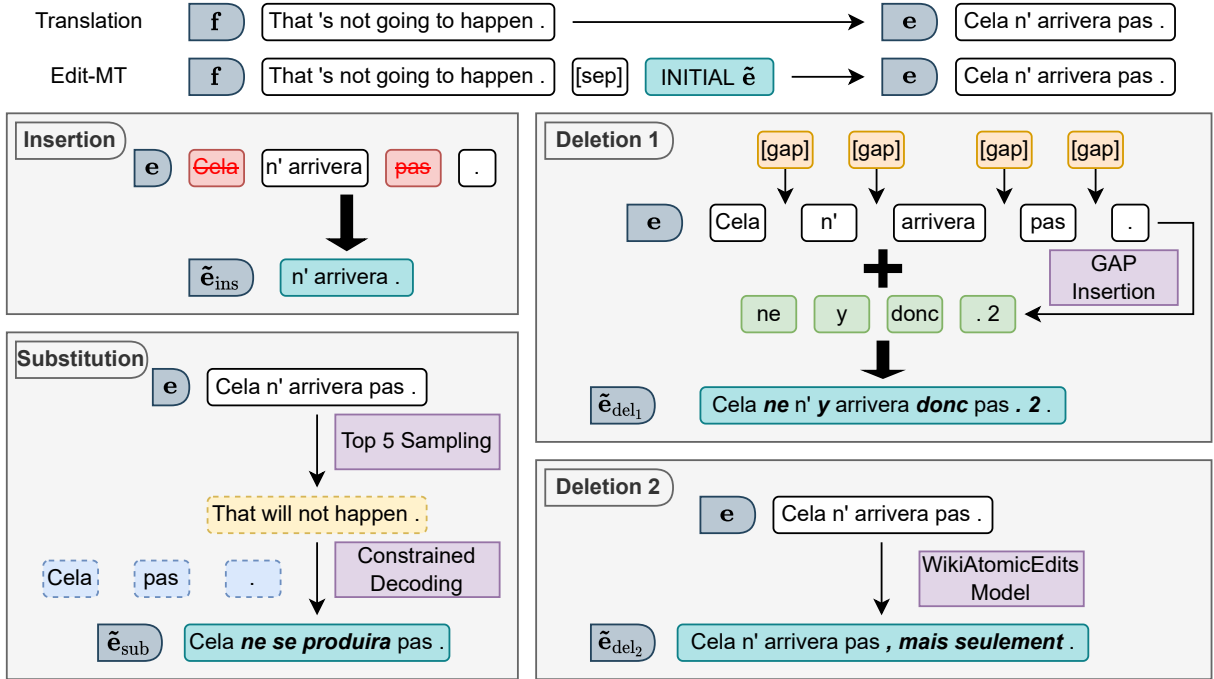 Translation f That 's not going to happen . e Cela n' arrivera pas .
Edit-MT f That 's not going to happen . [sep] INITIAL ẽ e Cela n' arrivera pas .
Insertion
e Cela n' arrivera pas .
ẽins n' arrivera .
Substitution
e Cela n' arrivera pas .
Top 5 Sampling
That will not happen .
Constrained
Decoding
Cela pas .
ẽsub Cela ne se produira pas .
Deletion 1
[gap] [gap] [gap] [gap]
e Cela n' arrivera pas .
GAP
Insertion
ne y donc . 2
ẽdel1 Cela ne n' y arrivera donc pas . 2 .
Deletion 2
e Cela n' arrivera pas .
WikiAtomicEdits
Model
ẽdel2 Cela n' arrivera pas , mais seulement .